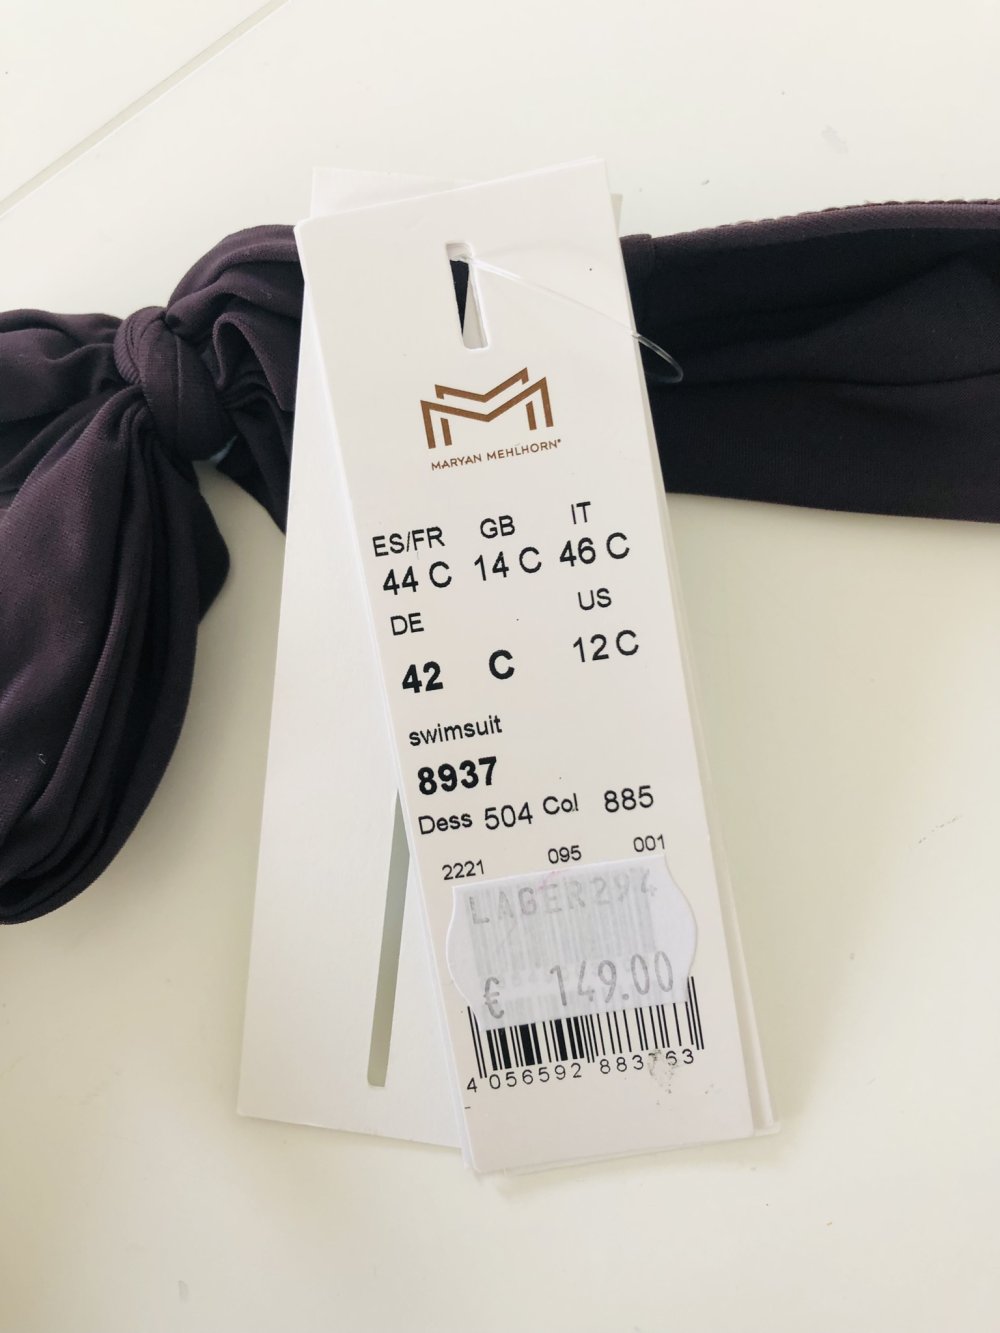 MARYAN MEHLHORN®
ES/FR GB IT
44 C 14 C 46 C
DE US
42 C 12 C
swimsuit
8937
Dess 504 Col 885
2221 095 001
LAGER294
€ 149.00
4 056592 883763